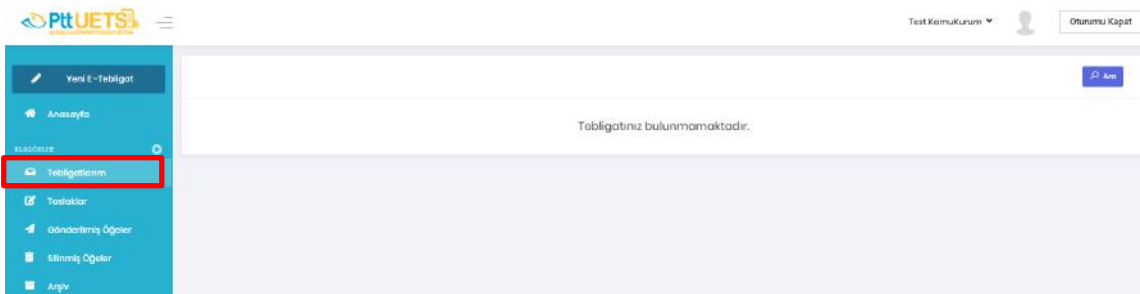 PttUETS
Test KamuKurum
Oturumu Kapat
Yeni E-Tebligat
Ara
Anasayfa
Tebligatınız bulunmamaktadır.
KLASÖRLER
Tebligatlarım
Taslaklar
Gönderilmiş Öğeler
Silinmiş Öğeler
Arşiv